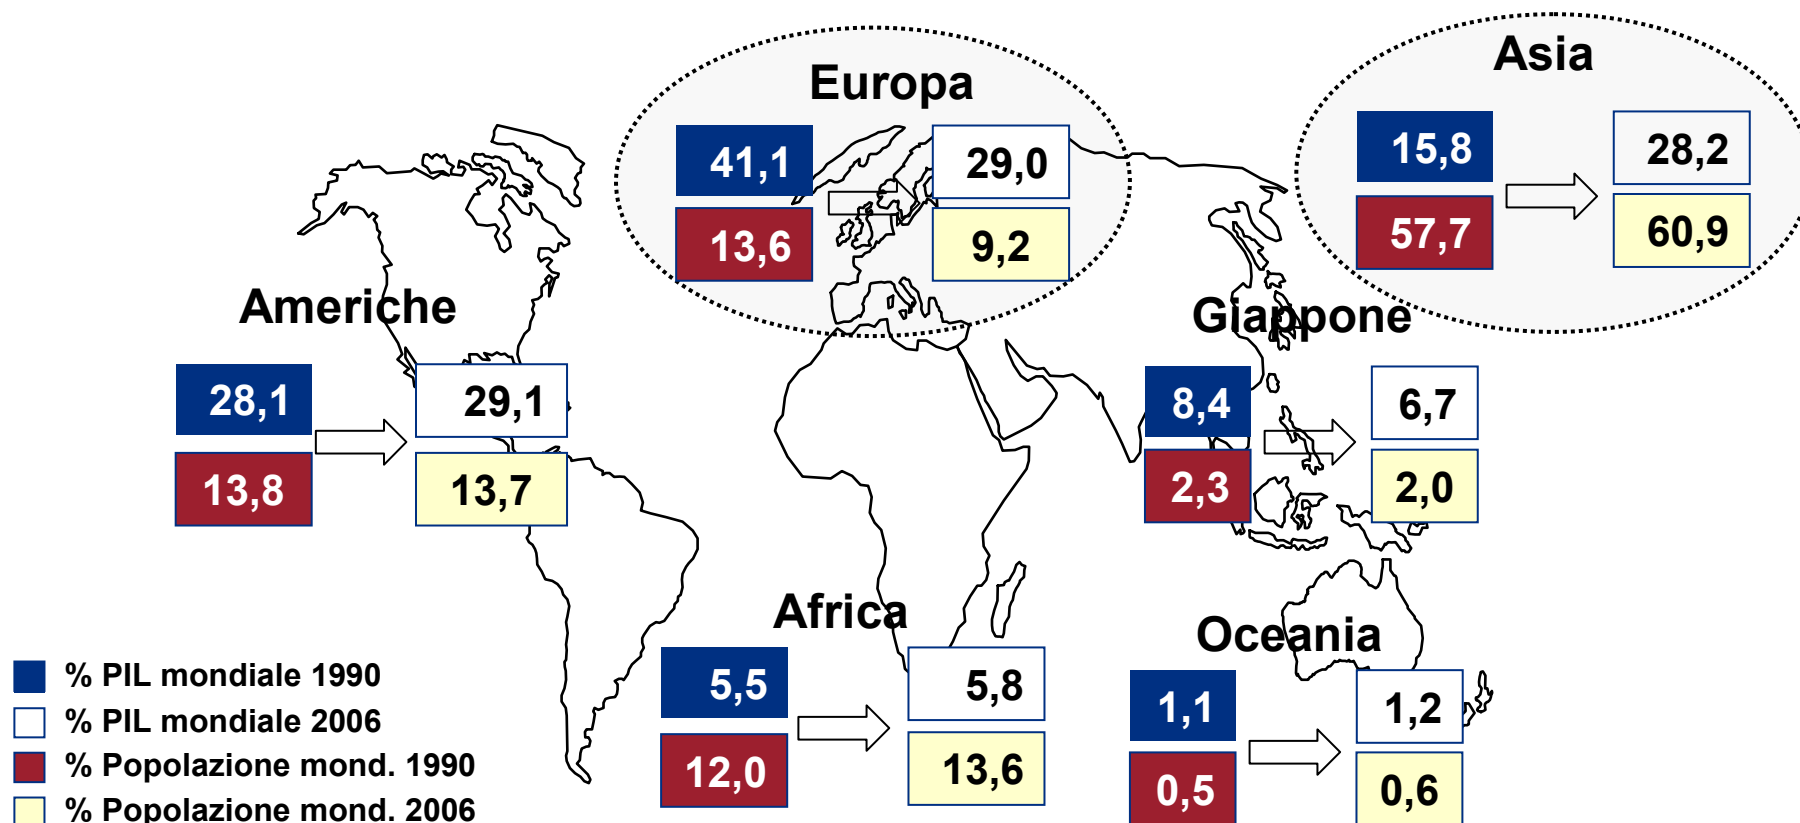 Asia
Europa
15,8
28,2
41,1
29,0
57,7
60,9
13,6
9,2
Americhe
Giappone
28,1
29,1
8,4
6,7
13,8
13,7
2,3
2,0
Africa
Oceania
5,5
5,8
1,1
1,2
12,0
13,6
0,5
0,6
% PIL mondiale 1990
% PIL mondiale 2006
% Popolazione mond. 1990
% Popolazione mond. 2006